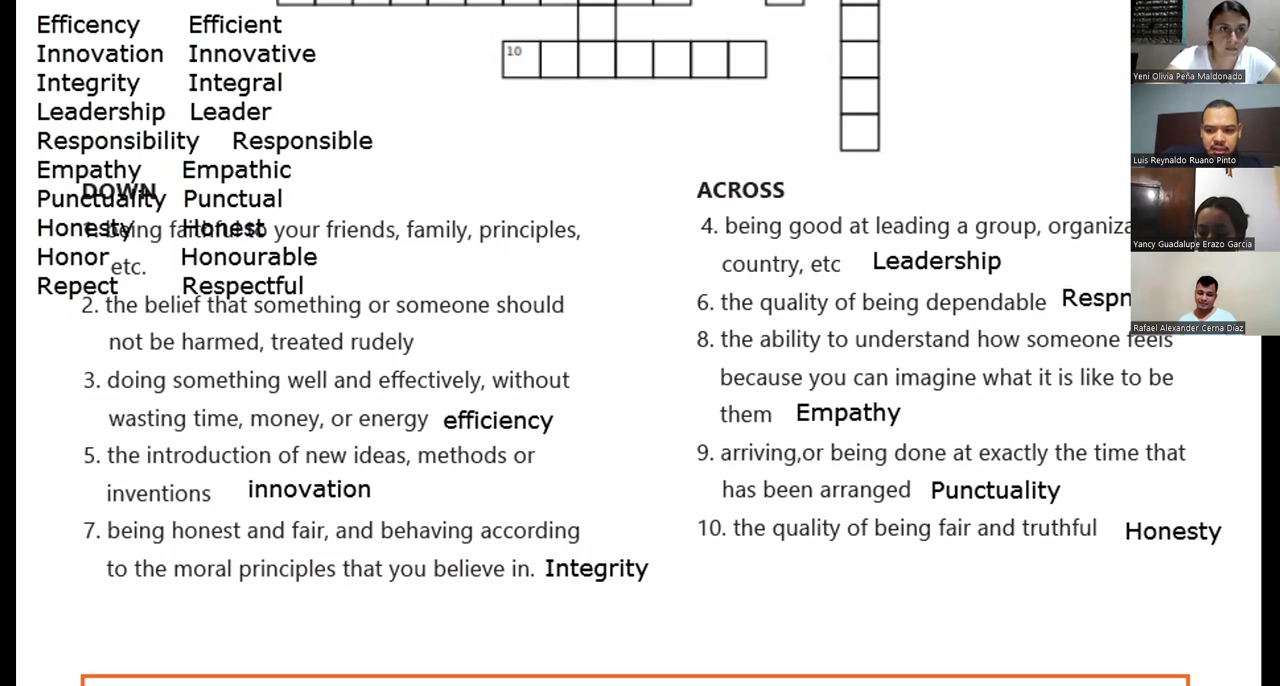 Efficency Efficient
Innovation Innovative
Integrity Integral
Leadership Leader
Responsibility Responsible
Empathy Empathic
Punctuality Punctual
Honesty Honest
Honor Honourable
Repect Respectful
10
DOWN
1. being faithful to your friends, family, principles,
etc.
2. the belief that something or someone should
not be harmed, treated rudely
3. doing something well and effectively, without
wasting time, money, or energy efficiency
5. the introduction of new ideas, methods or
inventions innovation
7. being honest and fair, and behaving according
to the moral principles that you believe in. Integrity
ACROSS
4. being good at leading a group, organiza
country, etc Leadership
6. the quality of being dependable Respn
8. the ability to understand how someone feels
because you can imagine what it is like to be
them Empathy
9. arriving,or being done at exactly the time that
has been arranged Punctuality
10. the quality of being fair and truthful Honesty
Yeni Olivia Peña Maldonado
Luis Reynaldo Ruano Pinto
Yancy Guadalupe Erazo Garcia
Rafael Alexander Cerna Diaz